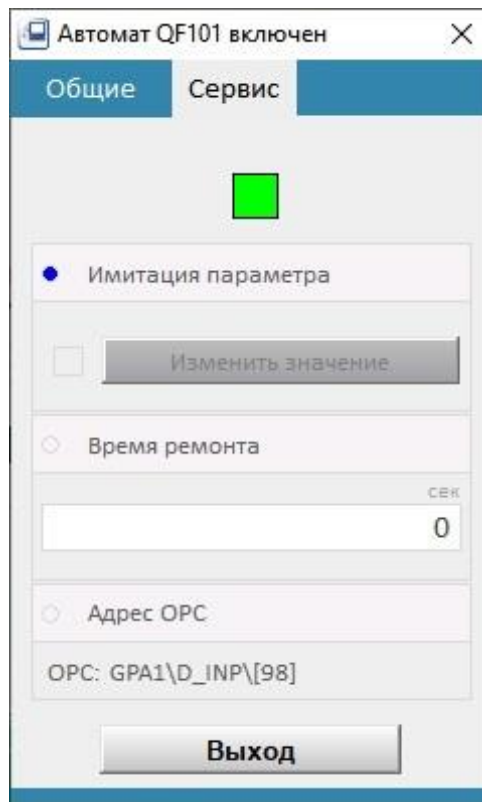 Автомат QF101 включен
Общие Сервис
Имитация параметра
Изменить значение
Время ремонта
сек
0
Адрес OPC
OPC: GPA1\D_INP\[98]
Выход